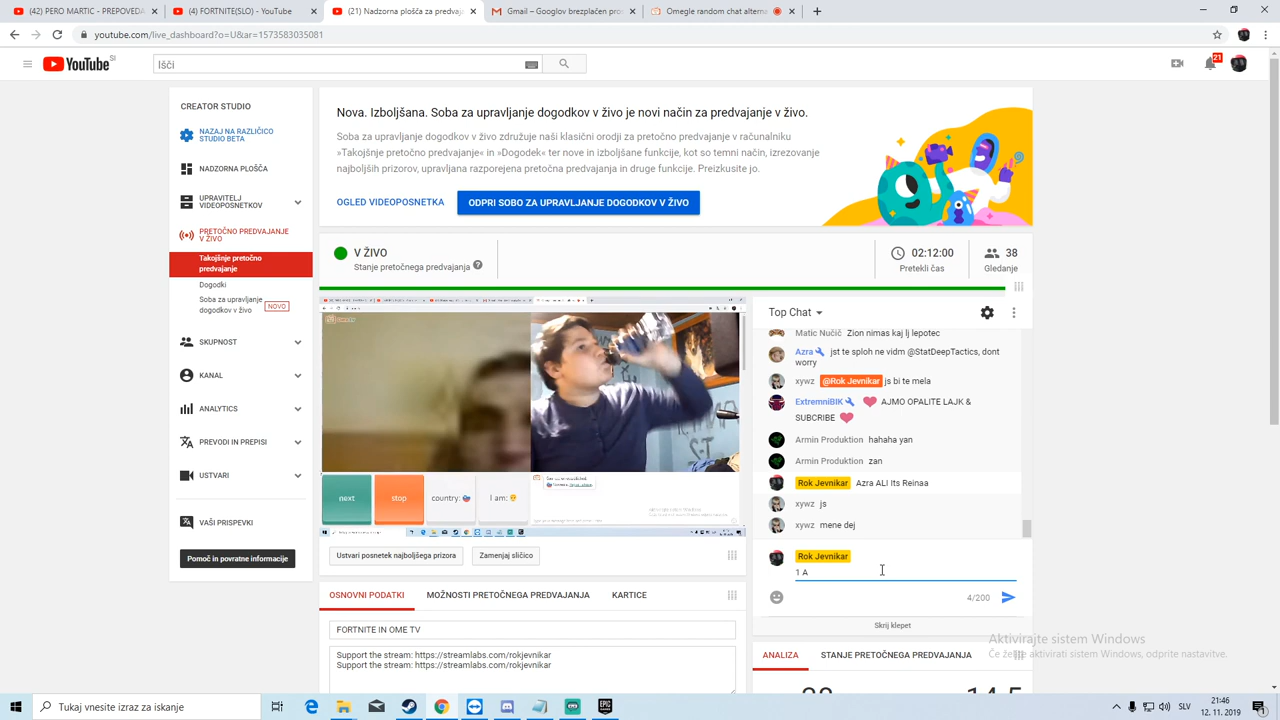 (42) PERO MARTIC - PREPOVEDA
(4) FORTNITE(SLO) - YouTube
(21) Nadzorna plošča za predvaj
Gmail – Googlov brezplačen pro
Omegle random chat alterna
youtube.com/live_dashboard?o=U&ar=1573583035081
YouTube SI
Išči
21
CREATOR STUDIO
NAZAJ NA RAZLIČICO
STUDIO BETA
NADZORNA PLOŠČA
UPRAVITELJ
VIDEOPOSNETKOV
PRETOČNO PREDVAJANJE
V ŽIVO
Takojšnje pretočno
predvajanje
Dogodki
Soba za upravljanje
dogodkov v živo
NOVO
SKUPNOST
KANAL
ANALYTICS
PREVODI IN PREPISI
USTVARI
VAŠI PRISPEVKI
Pomoč in povratne informacije
Nova. Izboljšana. Soba za upravljanje dogodkov v živo je novi način za predvajanje v živo.
Soba za upravljanje dogodkov v živo združuje naši klasični orodji za pretočno predvajanje v računalniku
»Takojšnje pretočno predvajanje« in »Dogodek« ter nove in izboljšane funkcije, kot so temni način, izrezovanje
najboljših prizorov, upravljana razporejena pretočna predvajanja in druge funkcije. Preizkusite jo.
OGLED VIDEOPOSNETKA
ODPRI SOBO ZA UPRAVLJANJE DOGODKOV V ŽIVO
V ŽIVO
Stanje pretočnega predvajanja
02:12:00
Pretekli čas
38
Gledanje
next
stop
country:
I am:
Ustvari posnetek najboljšega prizora
Zamenjaj sličico
OSNOVNI PODATKI
MOŽNOSTI PRETOČNEGA PREDVAJANJA
KARTICE
FORTNITE IN OME TV
Support the stream: https://streamlabs.com/rokjevnikar
Support the stream: https://streamlabs.com/rokjevnikar
Top Chat
Matic Nučič Zion nimas kaj lj lepotec
Azra jst te sploh ne vidm @StatDeepTactics, dont
worry
xywz @Rok Jevnikar js bi te mela
ExtremniBIK AJMO OPALITE LAJK &
SUBCRIBE
Armin Produktion hahaha yan
Armin Produktion zan
Rok Jevnikar Azra ALI Its Reinaa
xywz js
xywz mene dej
Rok Jevnikar
1 A
4/200
Skrij klepet
ANALIZA
STANJE PRETOČNEGA PREDVAJANJA
Aktivirajte sistem Windows
Če želite aktivirati sistem Windows, odprite nastavitve.
Tukaj vnesite izraz za iskanje
EPIC
SLV
21:46
12. 11. 2019